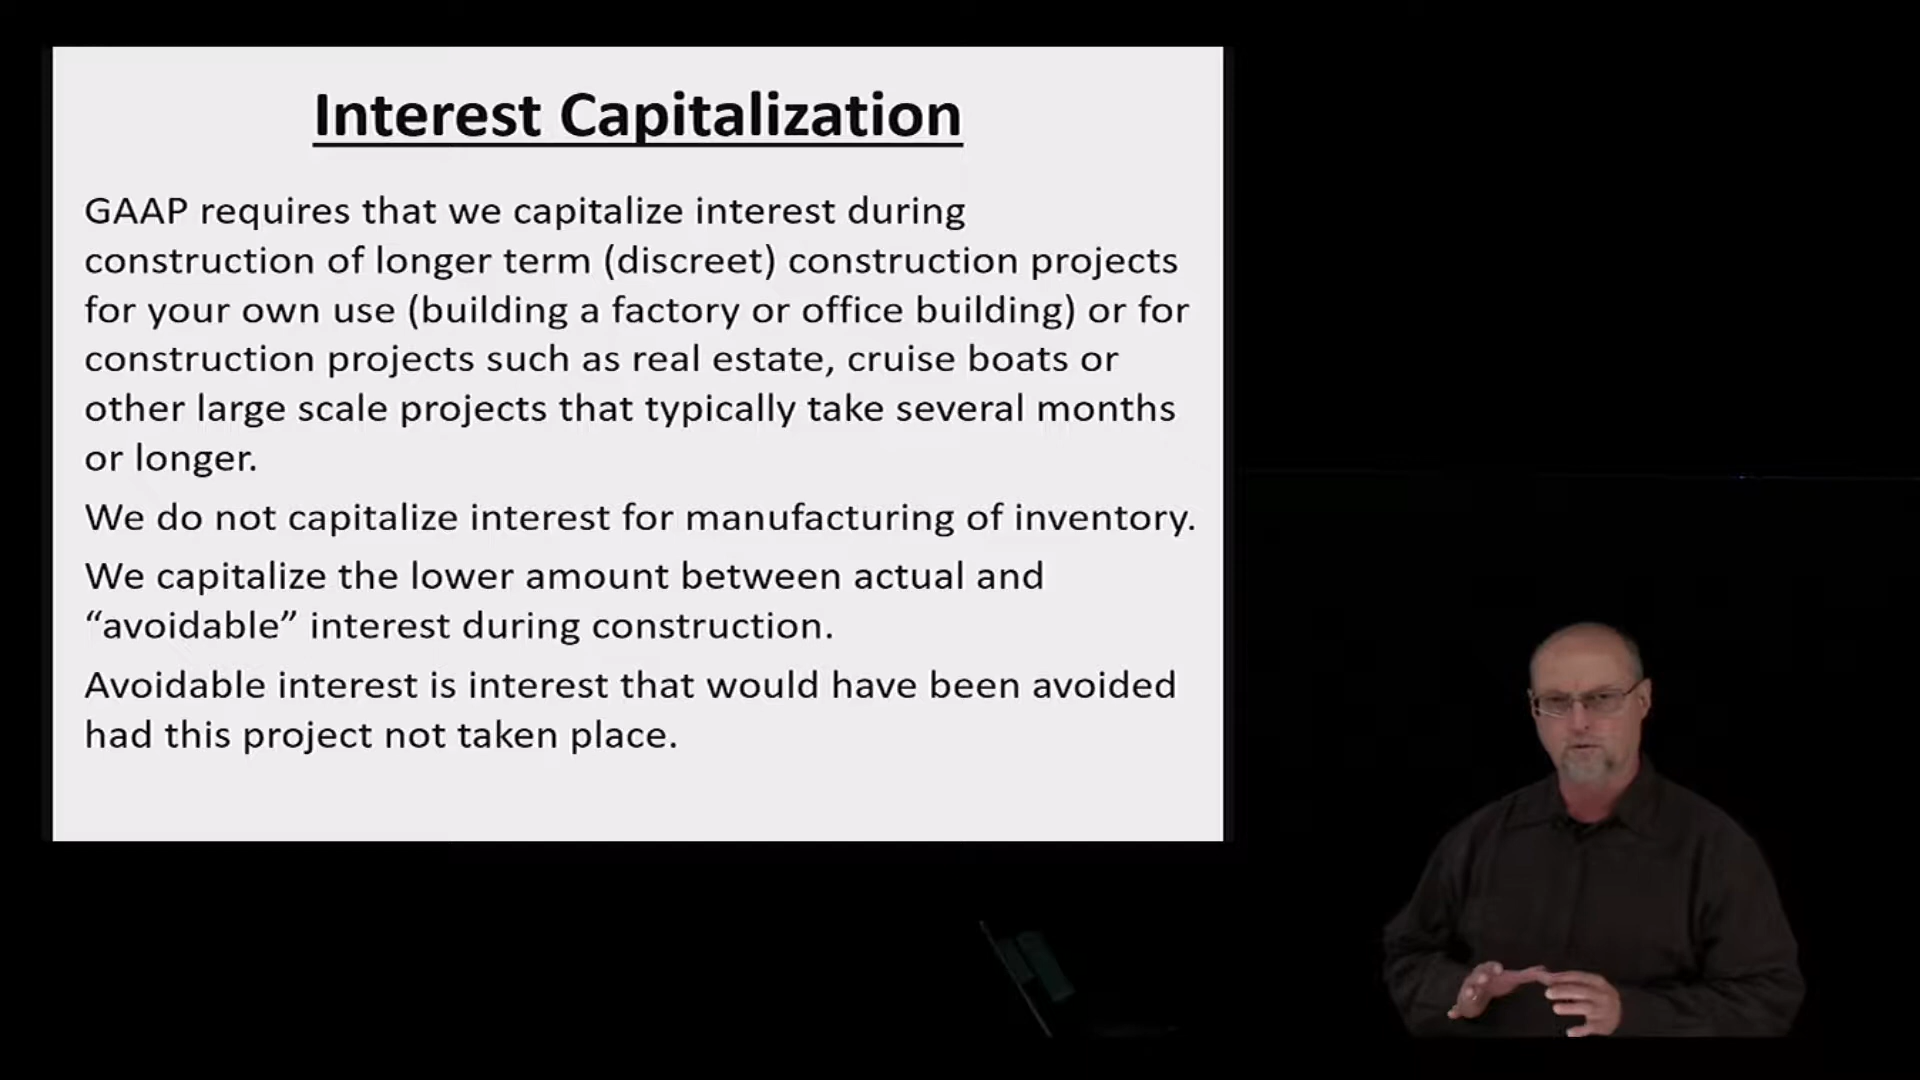 Interest Capitalization
GAAP requires that we capitalize interest during
construction of longer term (discreet) construction projects
for your own use (building a factory or office building) or for
construction projects such as real estate, cruise boats or
other large scale projects that typically take several months
or longer.
We do not capitalize interest for manufacturing of inventory.
We capitalize the lower amount between actual and
“avoidable” interest during construction.
Avoidable interest is interest that would have been avoided
had this project not taken place.